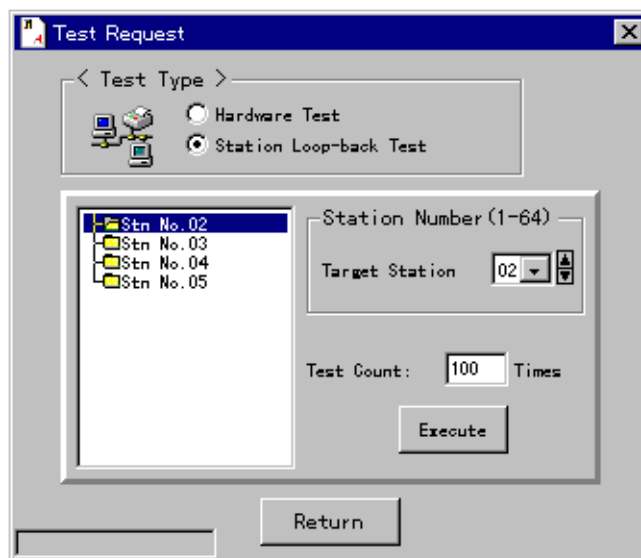 Test Request
< Test Type >
Hardware Test
Station Loop-back Test
Stn No.02
Stn No.03
Stn No.04
Stn No.05
Station Number(1-64)
Target Station 02
Test Count: 100 Times
Execute
Return